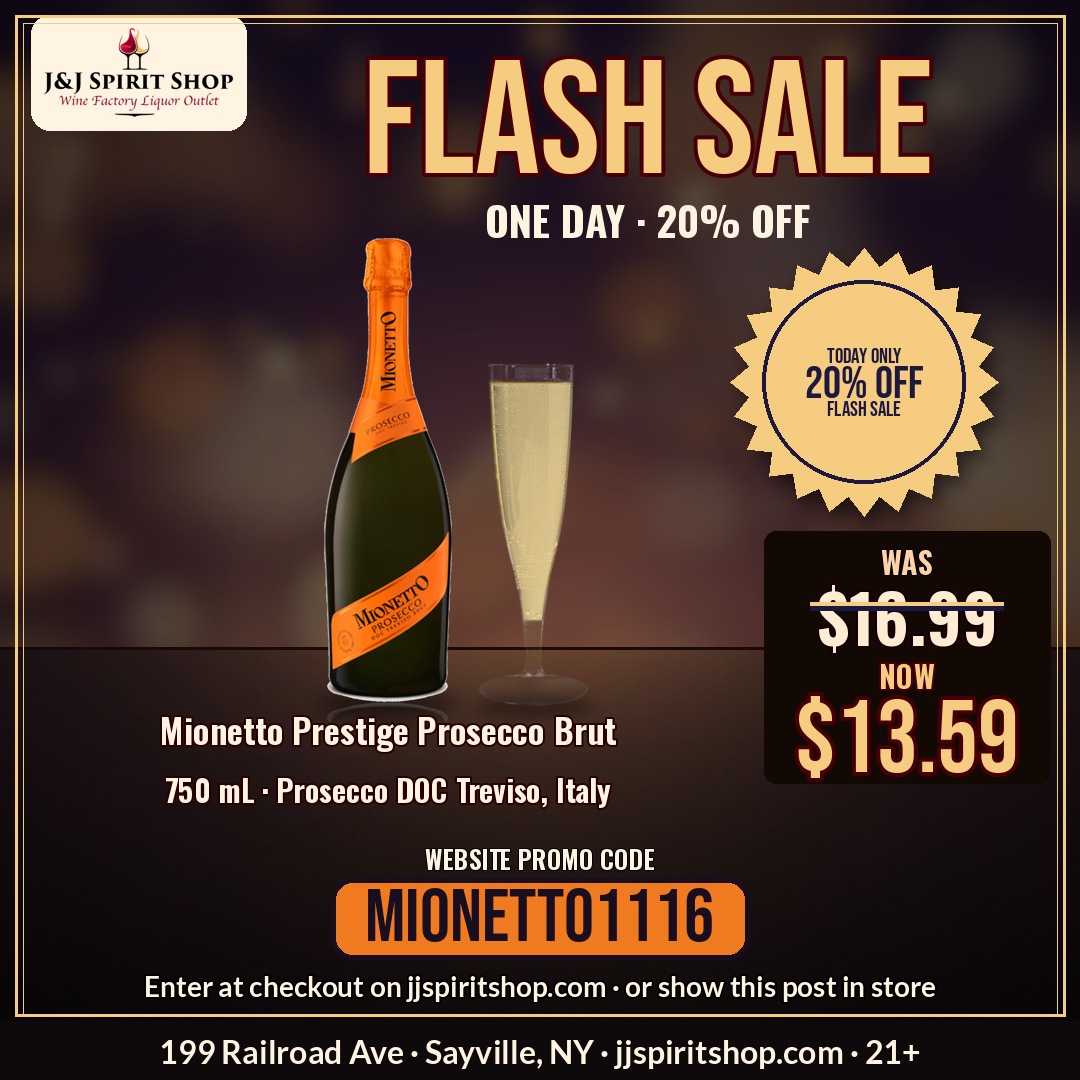 J&J SPIRIT SHOP
Wine Factory Liquor Outlet
FLASH SALE
ONE DAY · 20% OFF
MIONETTO
PROSECCO
TODAY ONLY
20% OFF
FLASH SALE
WAS
$16.99
NOW
$13.59
MIONETTO
PROSECCO
DOC TREVISO BRUT
Mionetto Prestige Prosecco Brut
750 mL · Prosecco DOC Treviso, Italy
WEBSITE PROMO CODE
MIONETTO1116
Enter at checkout on jjspiritshop.com · or show this post in store
199 Railroad Ave · Sayville, NY · jjspiritshop.com · 21+